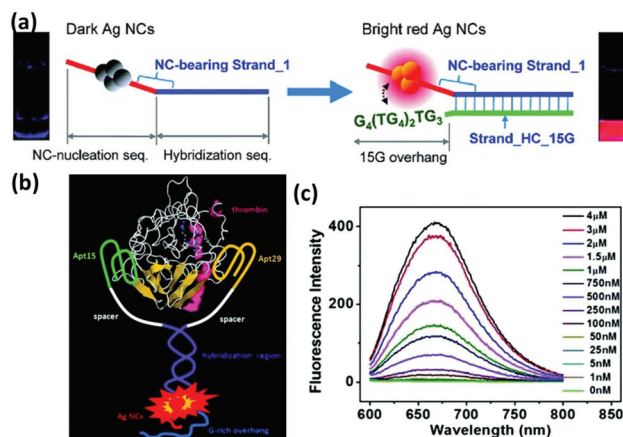 (a)
Dark Ag NCs
Bright red Ag NCs
NC-bearing Strand_1
NC-bearing Strand_1
G₄(TG₄)₂TG₃
Strand_HC_15G
NC-nucleation seq.
Hybridization seq.
15G overhang
(b)
thrombin
Apt15
Apt29
spacer
spacer
hybridization region
Ag NCs
G-rich overhang
(c)
Fluorescence Intensity
400
300
200
100
0
600
650
700
750
800
850
Wavelength (nm)
4μM
3μM
2μM
1.5μM
1μM
750nM
500nM
250nM
100nM
50nM
25nM
5nM
1nM
0nM